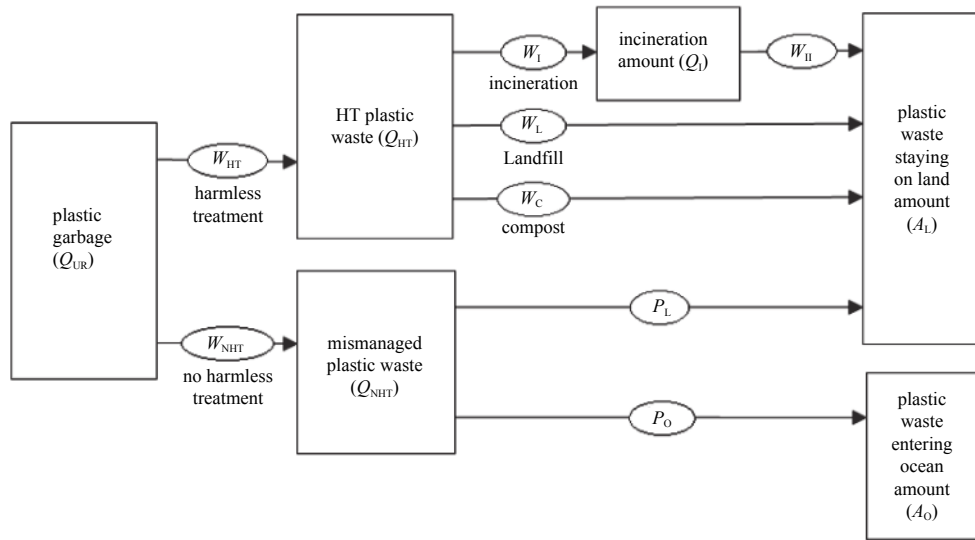 plastic
garbage
(Q_UR)
W_HT
harmless
treatment
W_NHT
no harmless
treatment
HT plastic
waste (Q_HT)
mismanaged
plastic waste
(Q_NHT)
W_I
incineration
incineration
amount (Q_I)
W_II
W_L
Landfill
W_C
compost
P_L
P_O
plastic
waste
staying
on land
amount
(A_L)
plastic
waste
entering
ocean
amount
(A_O)